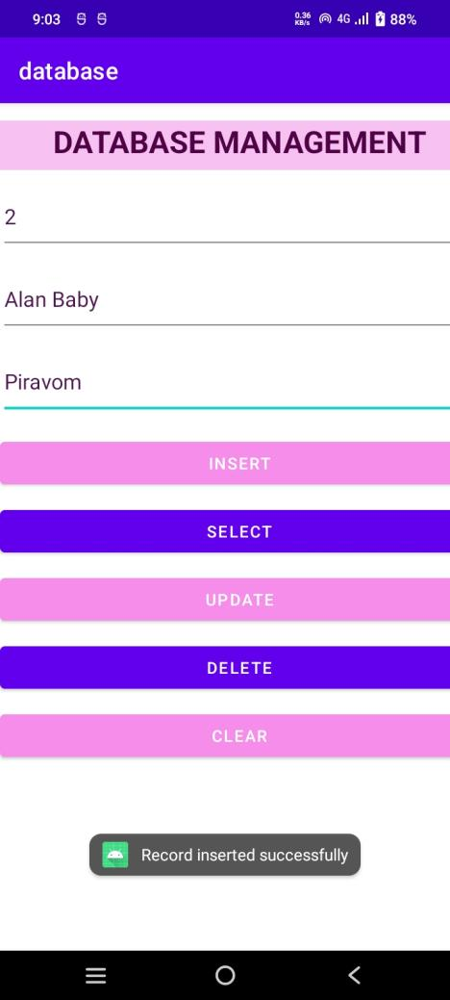 9:03 0.36 KB/s 4G 88%
database
DATABASE MANAGEMENT
2
Alan Baby
Piravom
INSERT
SELECT
UPDATE
DELETE
CLEAR
Record inserted successfully